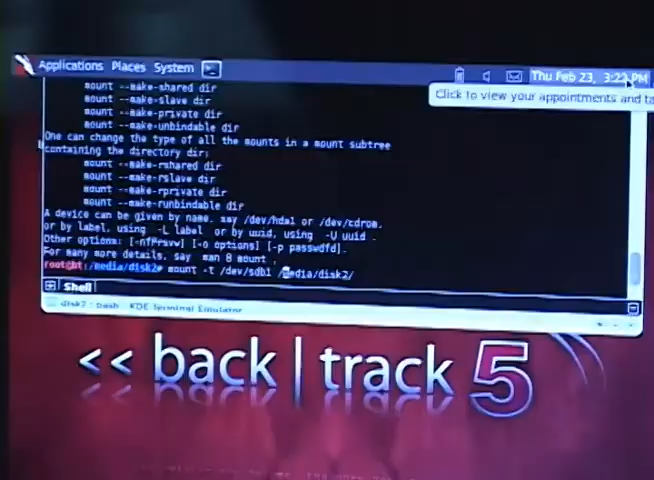 Applications Places System
Thu Feb 23, 3:22 PM
Click to view your appointments and ta
mount --make-shared dir
mount --make-slave dir
mount --make-private dir
mount --make-unbindable dir
One can change the type of all the mounts in a mount subtree
containing the directory dir:
mount --make-rshared dir
mount --make-rslave dir
mount --make-rprivate dir
mount --make-runbindable dir
A device can be given by name, say /dev/hda1 or /dev/cdrom,
or by label, using -L label or by uuid, using -U uuid .
Other options: [-nfFrsvw] [-o options] [-p passwdfd].
For many more details, say man 8 mount .
root@bt:/media/disk2# mount -t /dev/sdb1 /media/disk2/
Shell
disk2 : bash KDE Terminal Emulator
<< back | track 5